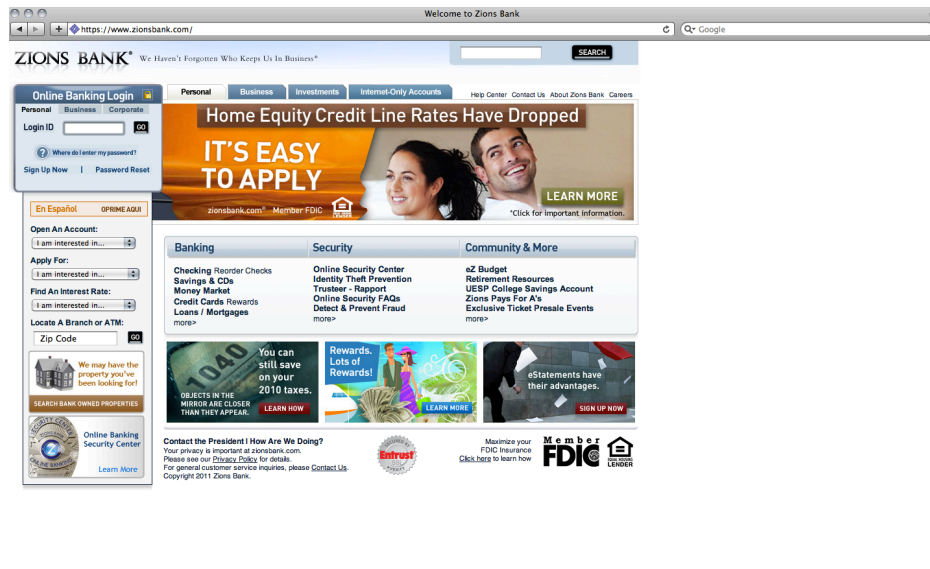 Welcome to Zions Bank
https://www.zionsbank.com/
Google
ZIONS BANK® We Haven't Forgotten Who Keeps Us In Business®
SEARCH
Online Banking Login
Personal Business Corporate
Login ID GO
Where do I enter my password?
Sign Up Now | Password Reset
Personal Business Investments Internet-Only Accounts
Help Center Contact Us About Zions Bank Careers
Home Equity Credit Line Rates Have Dropped
IT'S EASY
TO APPLY
LEARN MORE
zionsbank.com® Member FDIC
*Click for important information.
En Español OPRIME AQUI
Open An Account:
I am interested in...
Apply For:
I am interested in...
Find An Interest Rate:
I am interested in...
Locate A Branch or ATM:
Zip Code GO
We may have the
property you've
been looking for!
SEARCH BANK OWNED PROPERTIES
Online Banking
Security Center
Learn More
Banking
Checking Reorder Checks
Savings & CDs
Money Market
Credit Cards Rewards
Loans / Mortgages
more>
Security
Online Security Center
Identity Theft Prevention
Trusteer - Rapport
Online Security FAQs
Detect & Prevent Fraud
more>
Community & More
eZ Budget
Retirement Resources
UESP College Savings Account
Zions Pays For A's
Exclusive Ticket Presale Events
more>
1040
You can
still save
on your
2010 taxes.
OBJECTS IN THE
MIRROR ARE CLOSER
THAN THEY APPEAR.
LEARN HOW
Rewards.
Lots of
Rewards!
LEARN MORE
eStatements have
their advantages.
SIGN UP NOW
Contact the President I How Are We Doing?
Your privacy is important at zionsbank.com.
Please see our Privacy Policy for details.
For general customer service inquiries, please Contact Us.
Copyright 2011 Zions Bank.
Entrust
SSL
Maximize your
FDIC Insurance
Click here to learn how
Member
FDIC
EQUAL HOUSING
LENDER